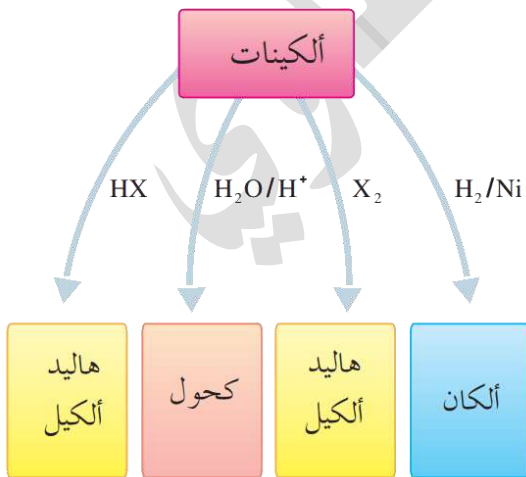 ألكينات
H₂/Ni
X₂
H₂O/H⁺
HX
ألكان
هاليد
ألكيل
كحول
هاليد
ألكيل